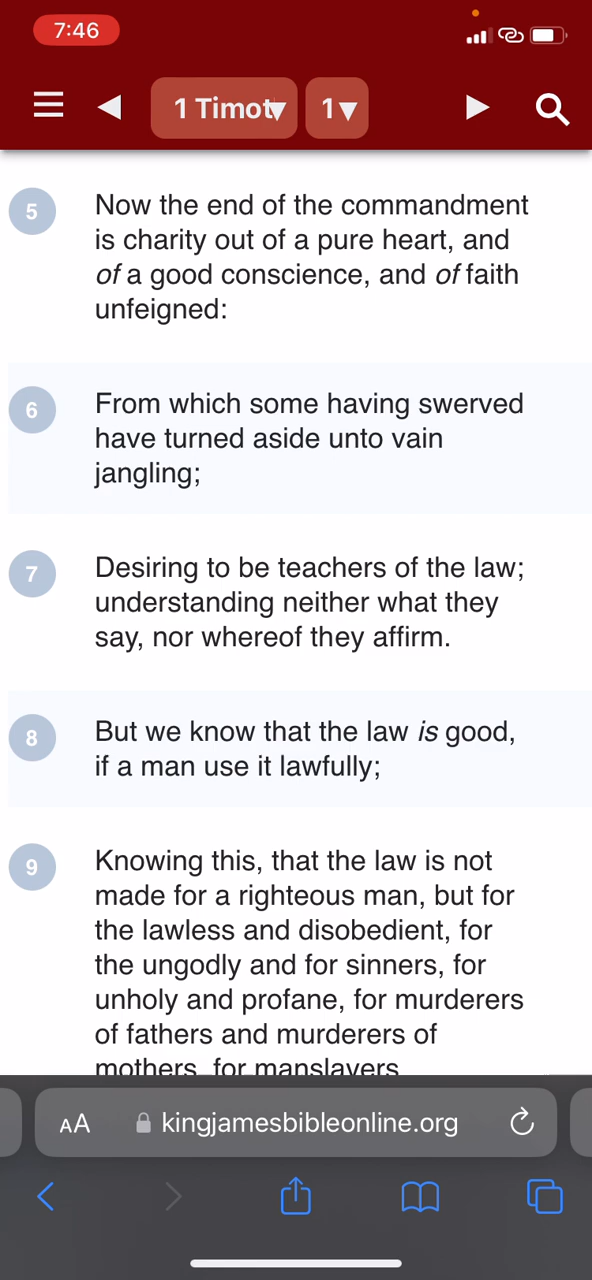 7:46
1 Timot
1
5
Now the end of the commandment
is charity out of a pure heart, and
of a good conscience, and of faith
unfeigned:
6
From which some having swerved
have turned aside unto vain
jangling;
7
Desiring to be teachers of the law;
understanding neither what they
say, nor whereof they affirm.
8
But we know that the law is good,
if a man use it lawfully;
9
Knowing this, that the law is not
made for a righteous man, but for
the lawless and disobedient, for
the ungodly and for sinners, for
unholy and profane, for murderers
of fathers and murderers of
mothers, for manslayers
AA
kingjamesbibleonline.org